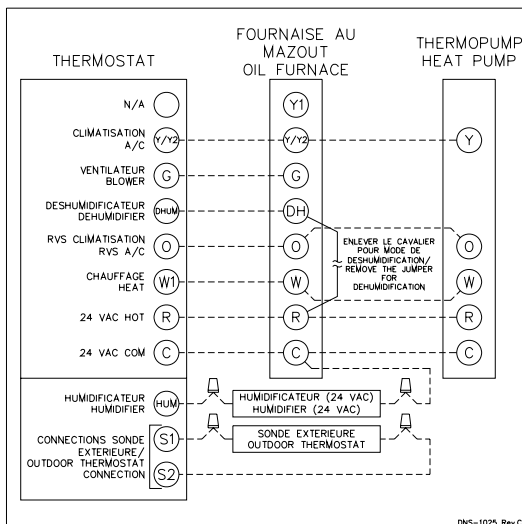 THERMOSTAT
FOURNAISE AU
MAZOUT
OIL FURNACE
THERMOPUMP
HEAT PUMP
N/A
Y1
CLIMATISATION
A/C
Y/Y2
Y/Y2
Y
VENTILATEUR
BLOWER
G
G
DESHUMIDIFICATEUR
DEHUMIDIFIER
DHUM
DH
RVS CLIMATISATION
RVS A/C
O
O
O
ENLEVER LE CAVALIER
POUR MODE DE
DESHUMIDIFICATION/
REMOVE THE JUMPER
FOR
DEHUMIDIFICATION
CHAUFFAGE
HEAT
W1
W
W
24 VAC HOT
R
R
R
24 VAC COM
C
C
C
HUMIDIFICATEUR
HUMIDIFIER
HUM
HUMIDIFICATEUR (24 VAC)
HUMIDIFIER (24 VAC)
CONNECTIONS SONDE
EXTERIEURE/
OUTDOOR THERMOSTAT
CONNECTION
S1
S2
SONDE EXTERIEURE
OUTDOOR THERMOSTAT
DNS-1025 Rev.C